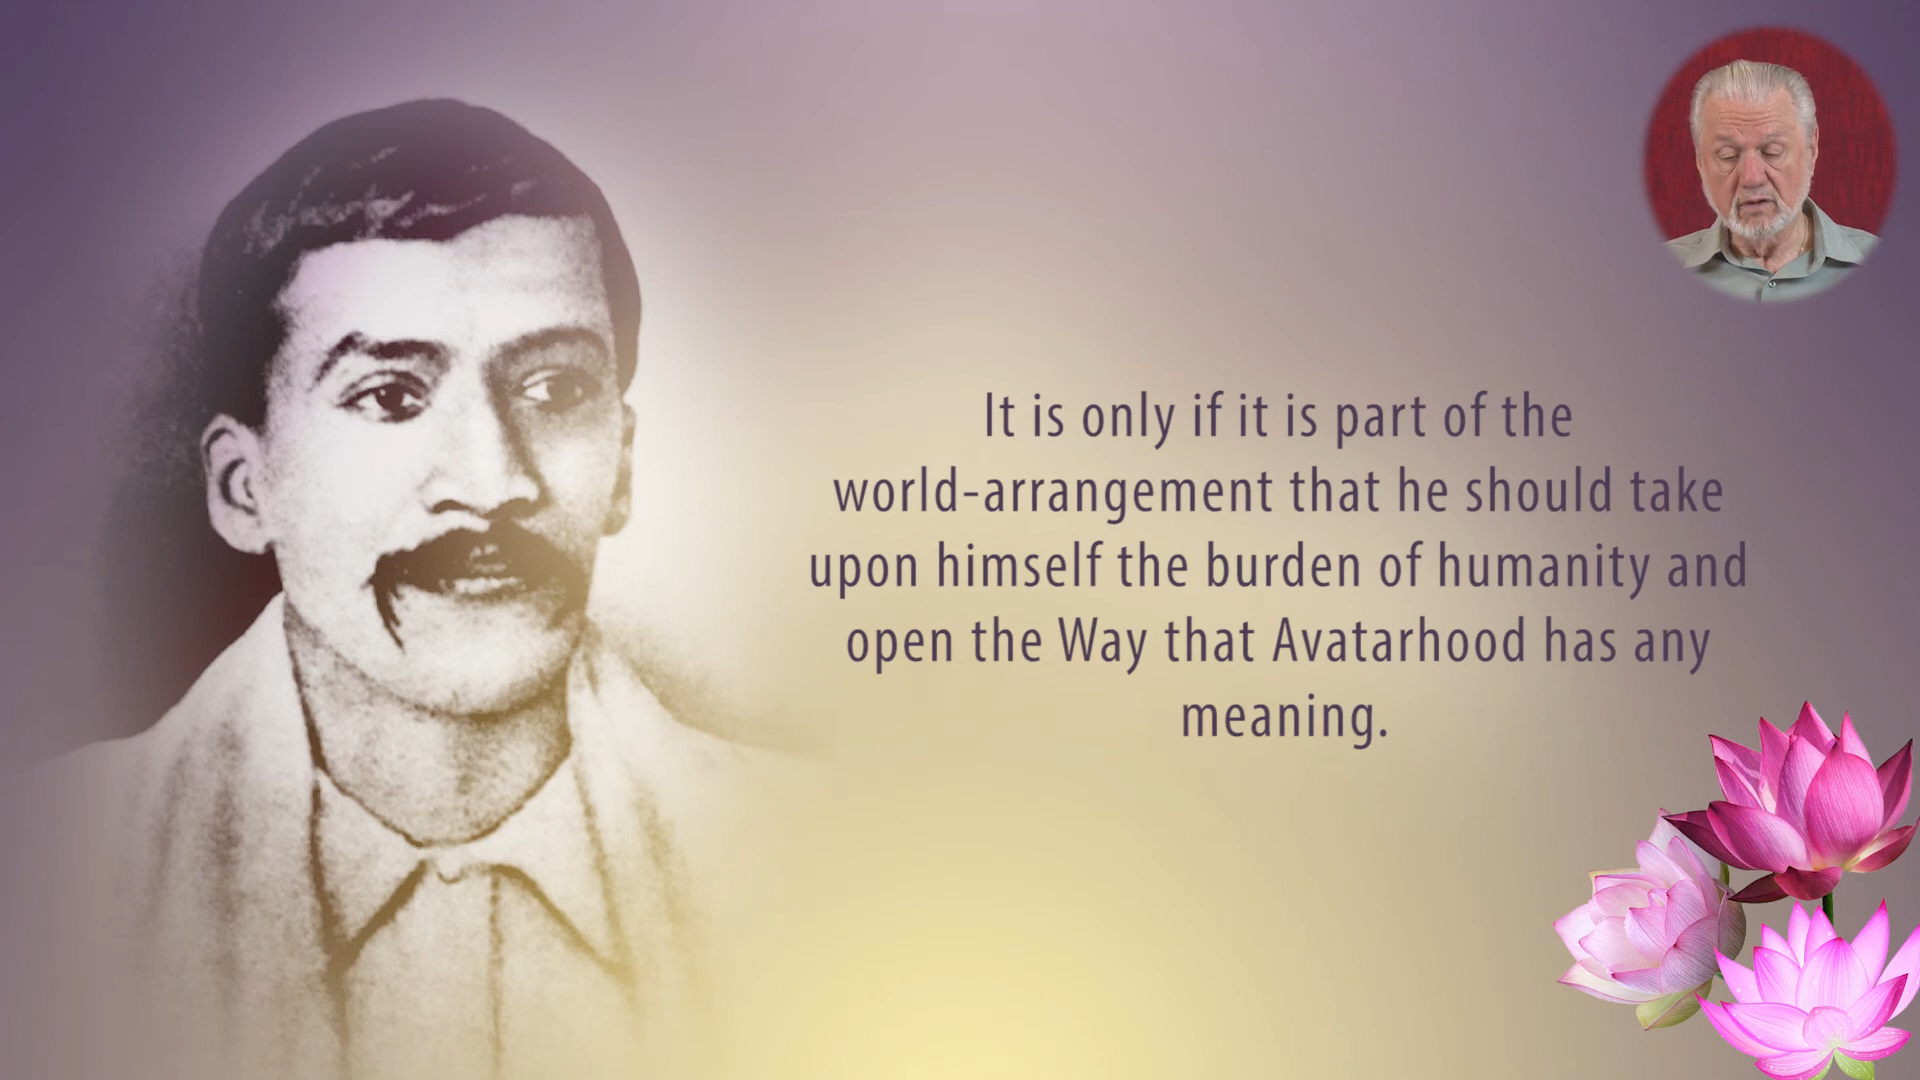 It is only if it is part of the
world-arrangement that he should take
upon himself the burden of humanity and
open the Way that Avatarhood has any
meaning.